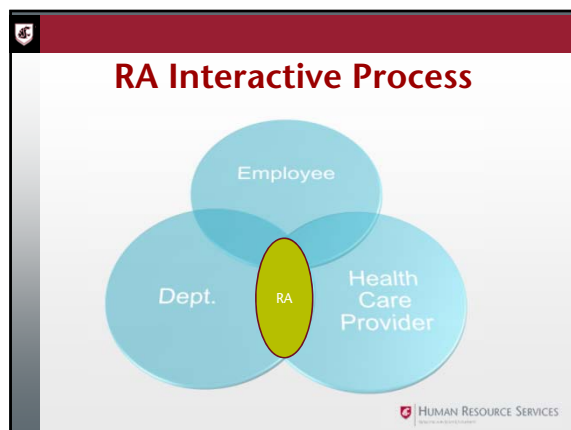 RA Interactive Process
Employee
Dept.
RA
Health
Care
Provider
HUMAN RESOURCE SERVICES